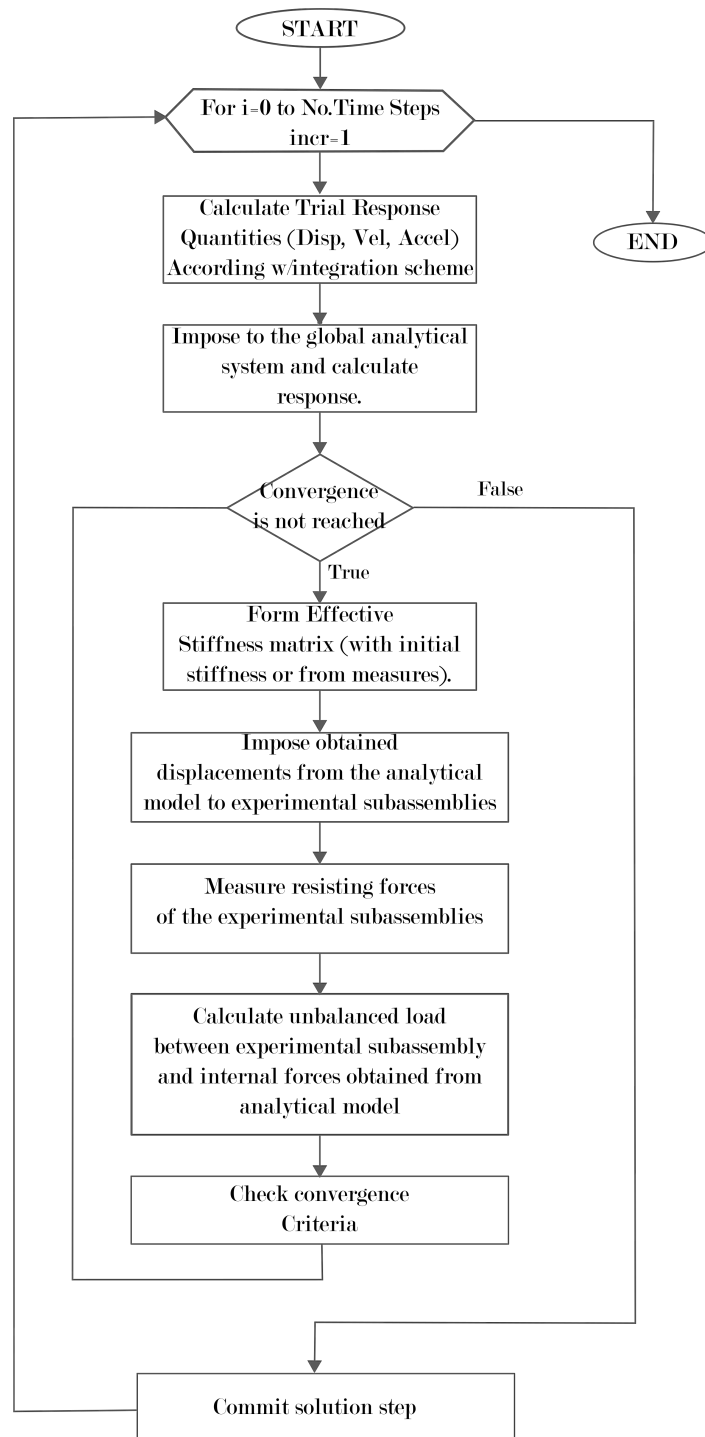 START
For i=0 to No.Time Steps
incr=1
Calculate Trial Response
Quantities (Disp, Vel, Accel)
According w/integration scheme
END
Impose to the global analytical
system and calculate
response.
Convergence
is not reached
False
True
Form Effective
Stiffness matrix (with initial
stiffness or from measures).
Impose obtained
displacements from the analytical
model to experimental subassemblies
Measure resisting forces
of the experimental subassemblies
Calculate unbalanced load
between experimental subassembly
and internal forces obtained from
analytical model
Check convergence
Criteria
Commit solution step